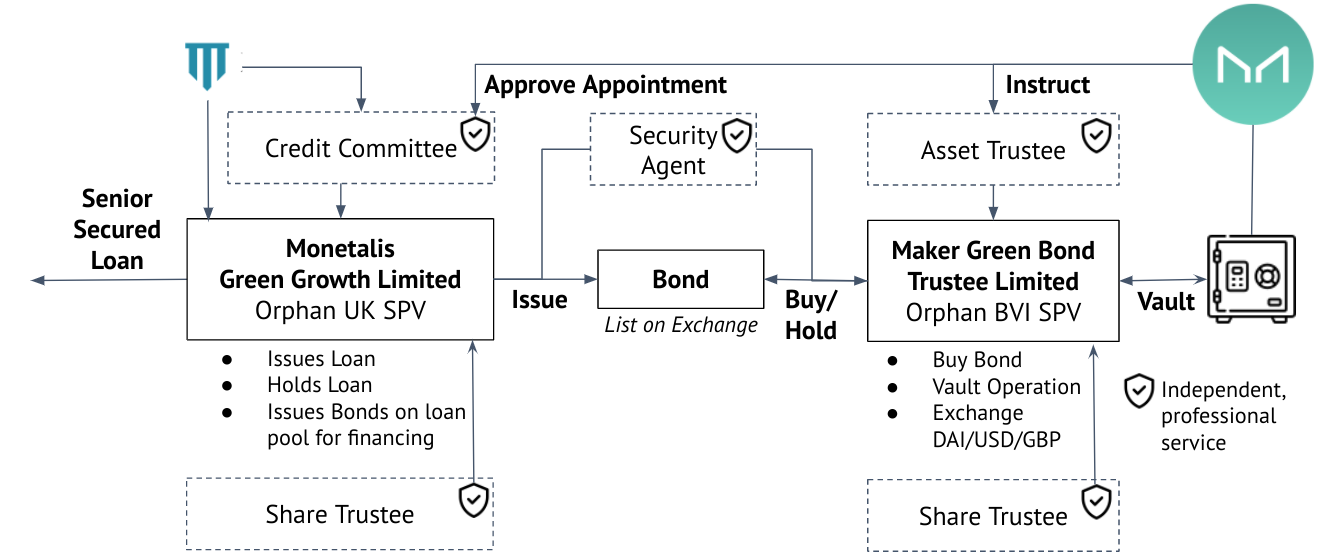 Approve Appointment
Instruct
Credit Committee
Security
Agent
Asset Trustee
Senior
Secured
Loan
Monetalis
Green Growth Limited
Orphan UK SPV
Issue
Bond
List on Exchange
Buy/
Hold
Maker Green Bond
Trustee Limited
Orphan BVI SPV
Vault
● Issues Loan
● Holds Loan
● Issues Bonds on loan
pool for financing
● Buy Bond
● Vault Operation
● Exchange
DAI/USD/GBP
Independent,
professional
service
Share Trustee
Share Trustee